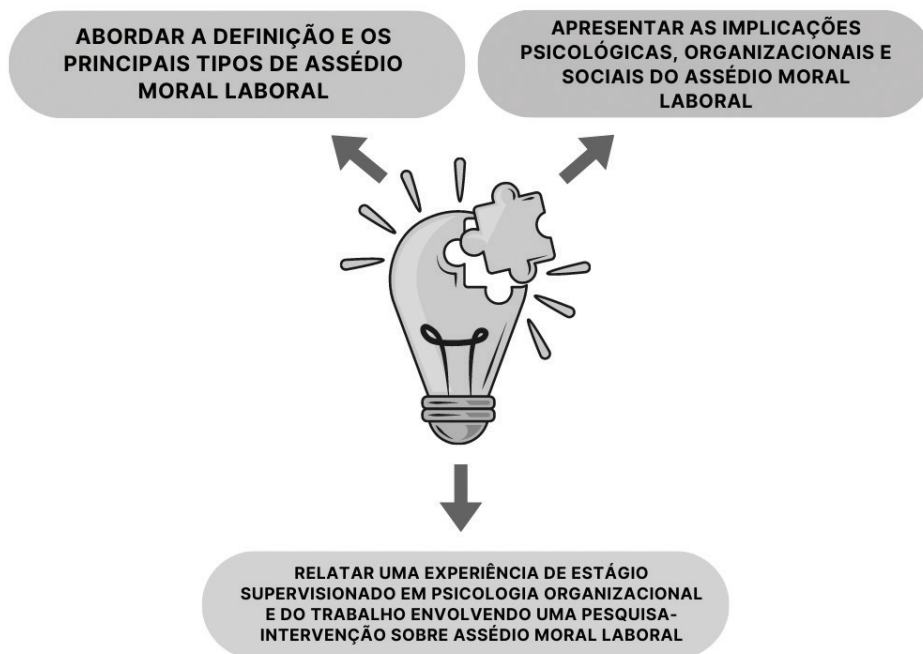 ABORDAR A DEFINIÇÃO E OS
PRINCIPAIS TIPOS DE ASSÉDIO
MORAL LABORAL
APRESENTAR AS IMPLICAÇÕES
PSICOLÓGICAS, ORGANIZACIONAIS E
SOCIAIS DO ASSÉDIO MORAL
LABORAL
RELATAR UMA EXPERIÊNCIA DE ESTÁGIO
SUPERVISIONADO EM PSICOLOGIA ORGANIZACIONAL
E DO TRABALHO ENVOLVENDO UMA PESQUISA-
INTERVENÇÃO SOBRE ASSÉDIO MORAL LABORAL